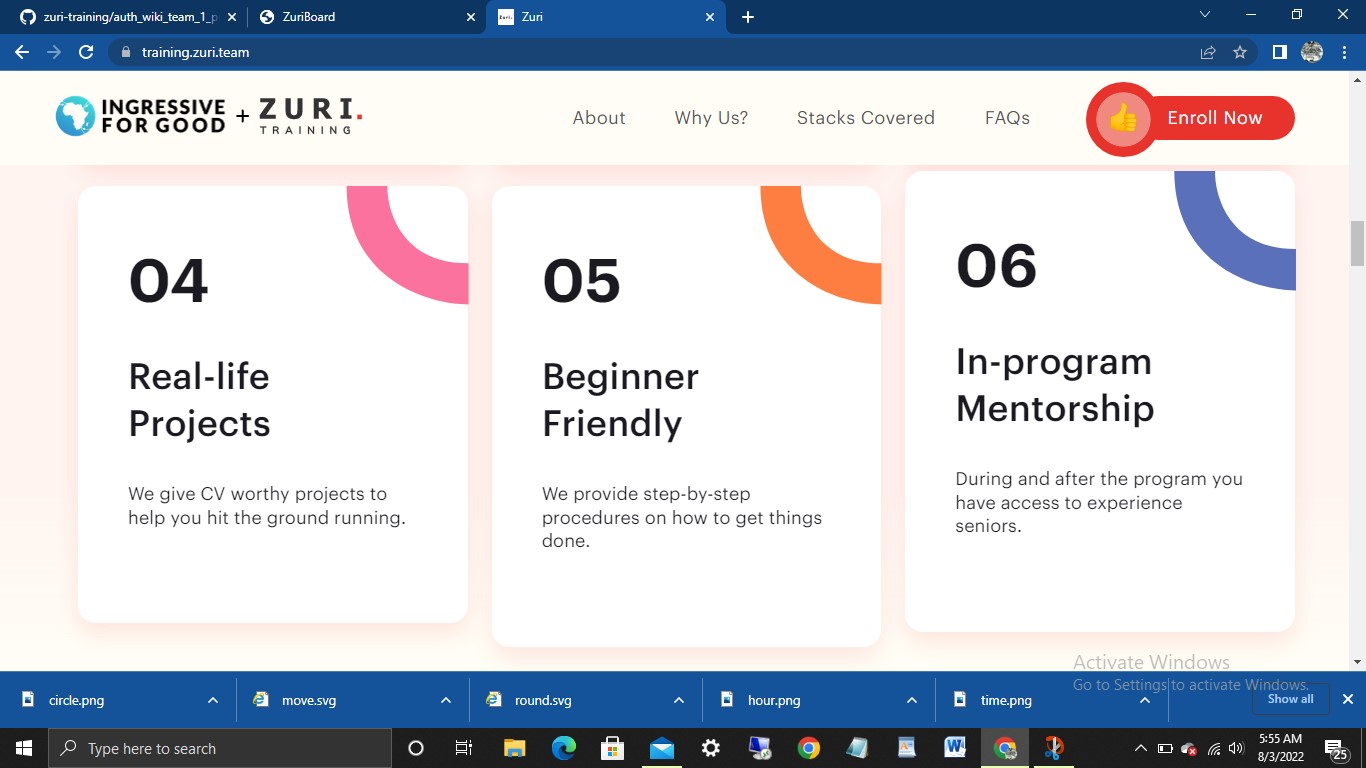 zuri-training/auth_wiki_team_1_p
ZuriBoard
Zuri
training.zuri.team
INGRESSIVE
FOR GOOD
+
ZURI.
TRAINING
About
Why Us?
Stacks Covered
FAQs
Enroll Now
04
Real-life
Projects
We give CV worthy projects to
help you hit the ground running.
05
Beginner
Friendly
We provide step-by-step
procedures on how to get things
done.
06
In-program
Mentorship
During and after the program you
have access to experience
seniors.
Activate Windows
Go to Settings to activate Windows.
circle.png
move.svg
round.svg
hour.png
time.png
Show all
Type here to search
5:55 AM
8/3/2022
25